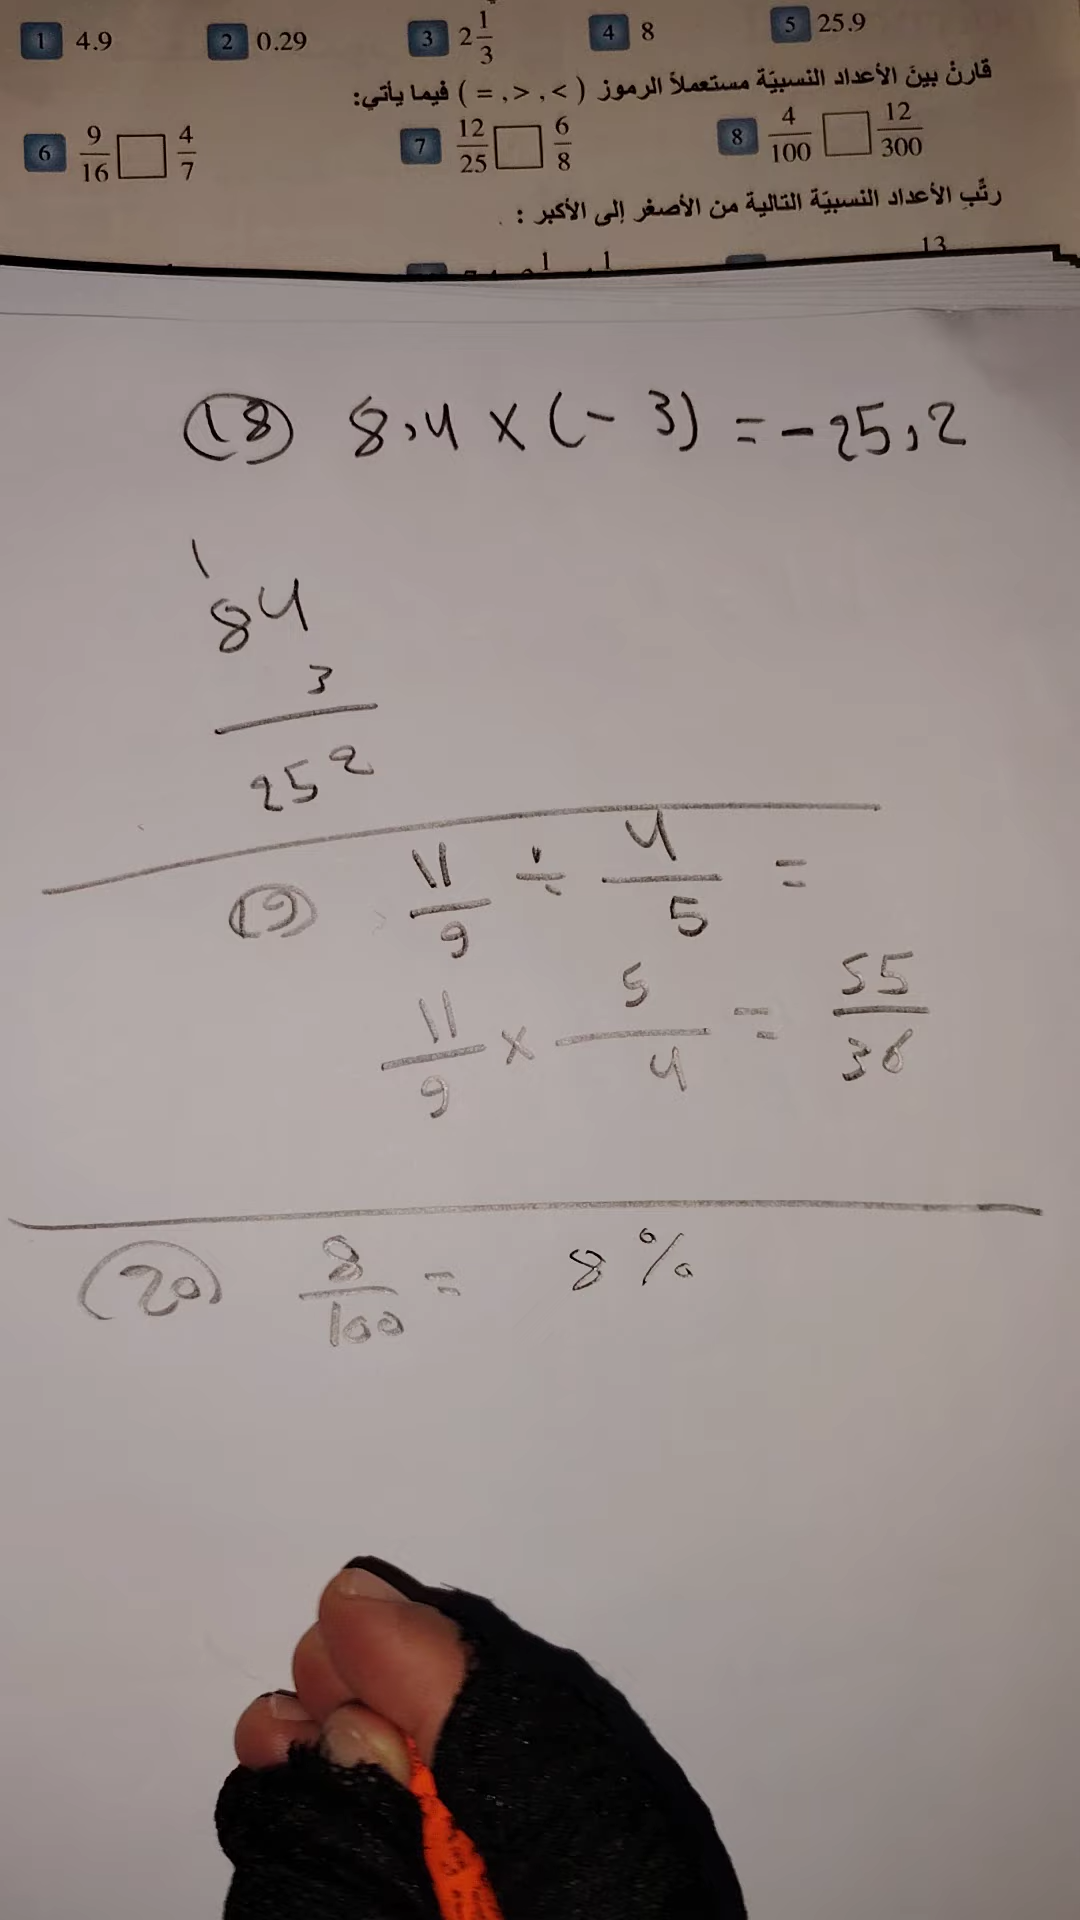 1 4.9 2 0.29 3 2 1/3 4 8 5 25.9
قارنْ بينَ الأعداد النسبيّة مستعملاً الرموز ( > ، < ، = ) فيما يأتي:
6 9/16 □ 4/7 7 12/25 □ 6/8 8 4/100 □ 12/300
رتِّبِ الأعداد النسبيّة التالية من الأصغر إلى الأكبر :
13
18 8,4 × (- 3) = - 25,2
1
84
3
252
19 11/9 ÷ 4/5 =
11/9 × 5/4 = 55/36
20 8/100 = 8 %